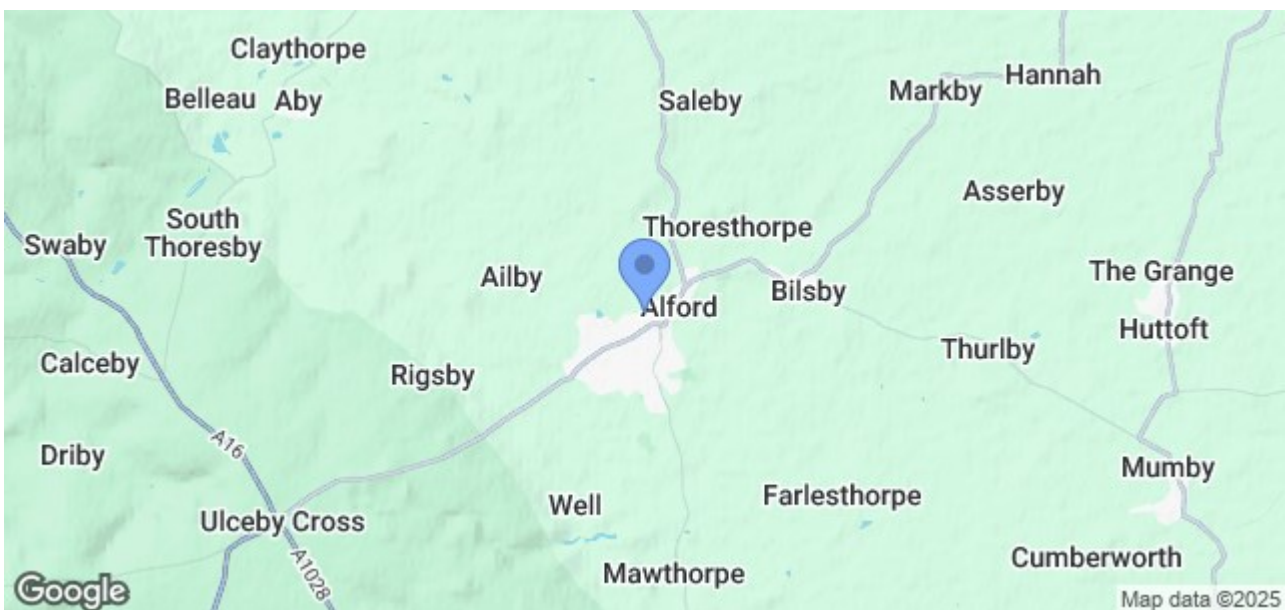 Claythorpe
Belleau
Aby
Saleby
Markby
Hannah
Asserby
South
Thoresby
Swaby
Thoresthorpe
Ailby
Alford
Bilsby
The Grange
Huttoft
Thurlby
Calceby
Rigsby
A16
Driby
Ulceby Cross
A1028
Well
Farlesthorpe
Mumby
Mawthorpe
Cumberworth
Google
Map data ©2025